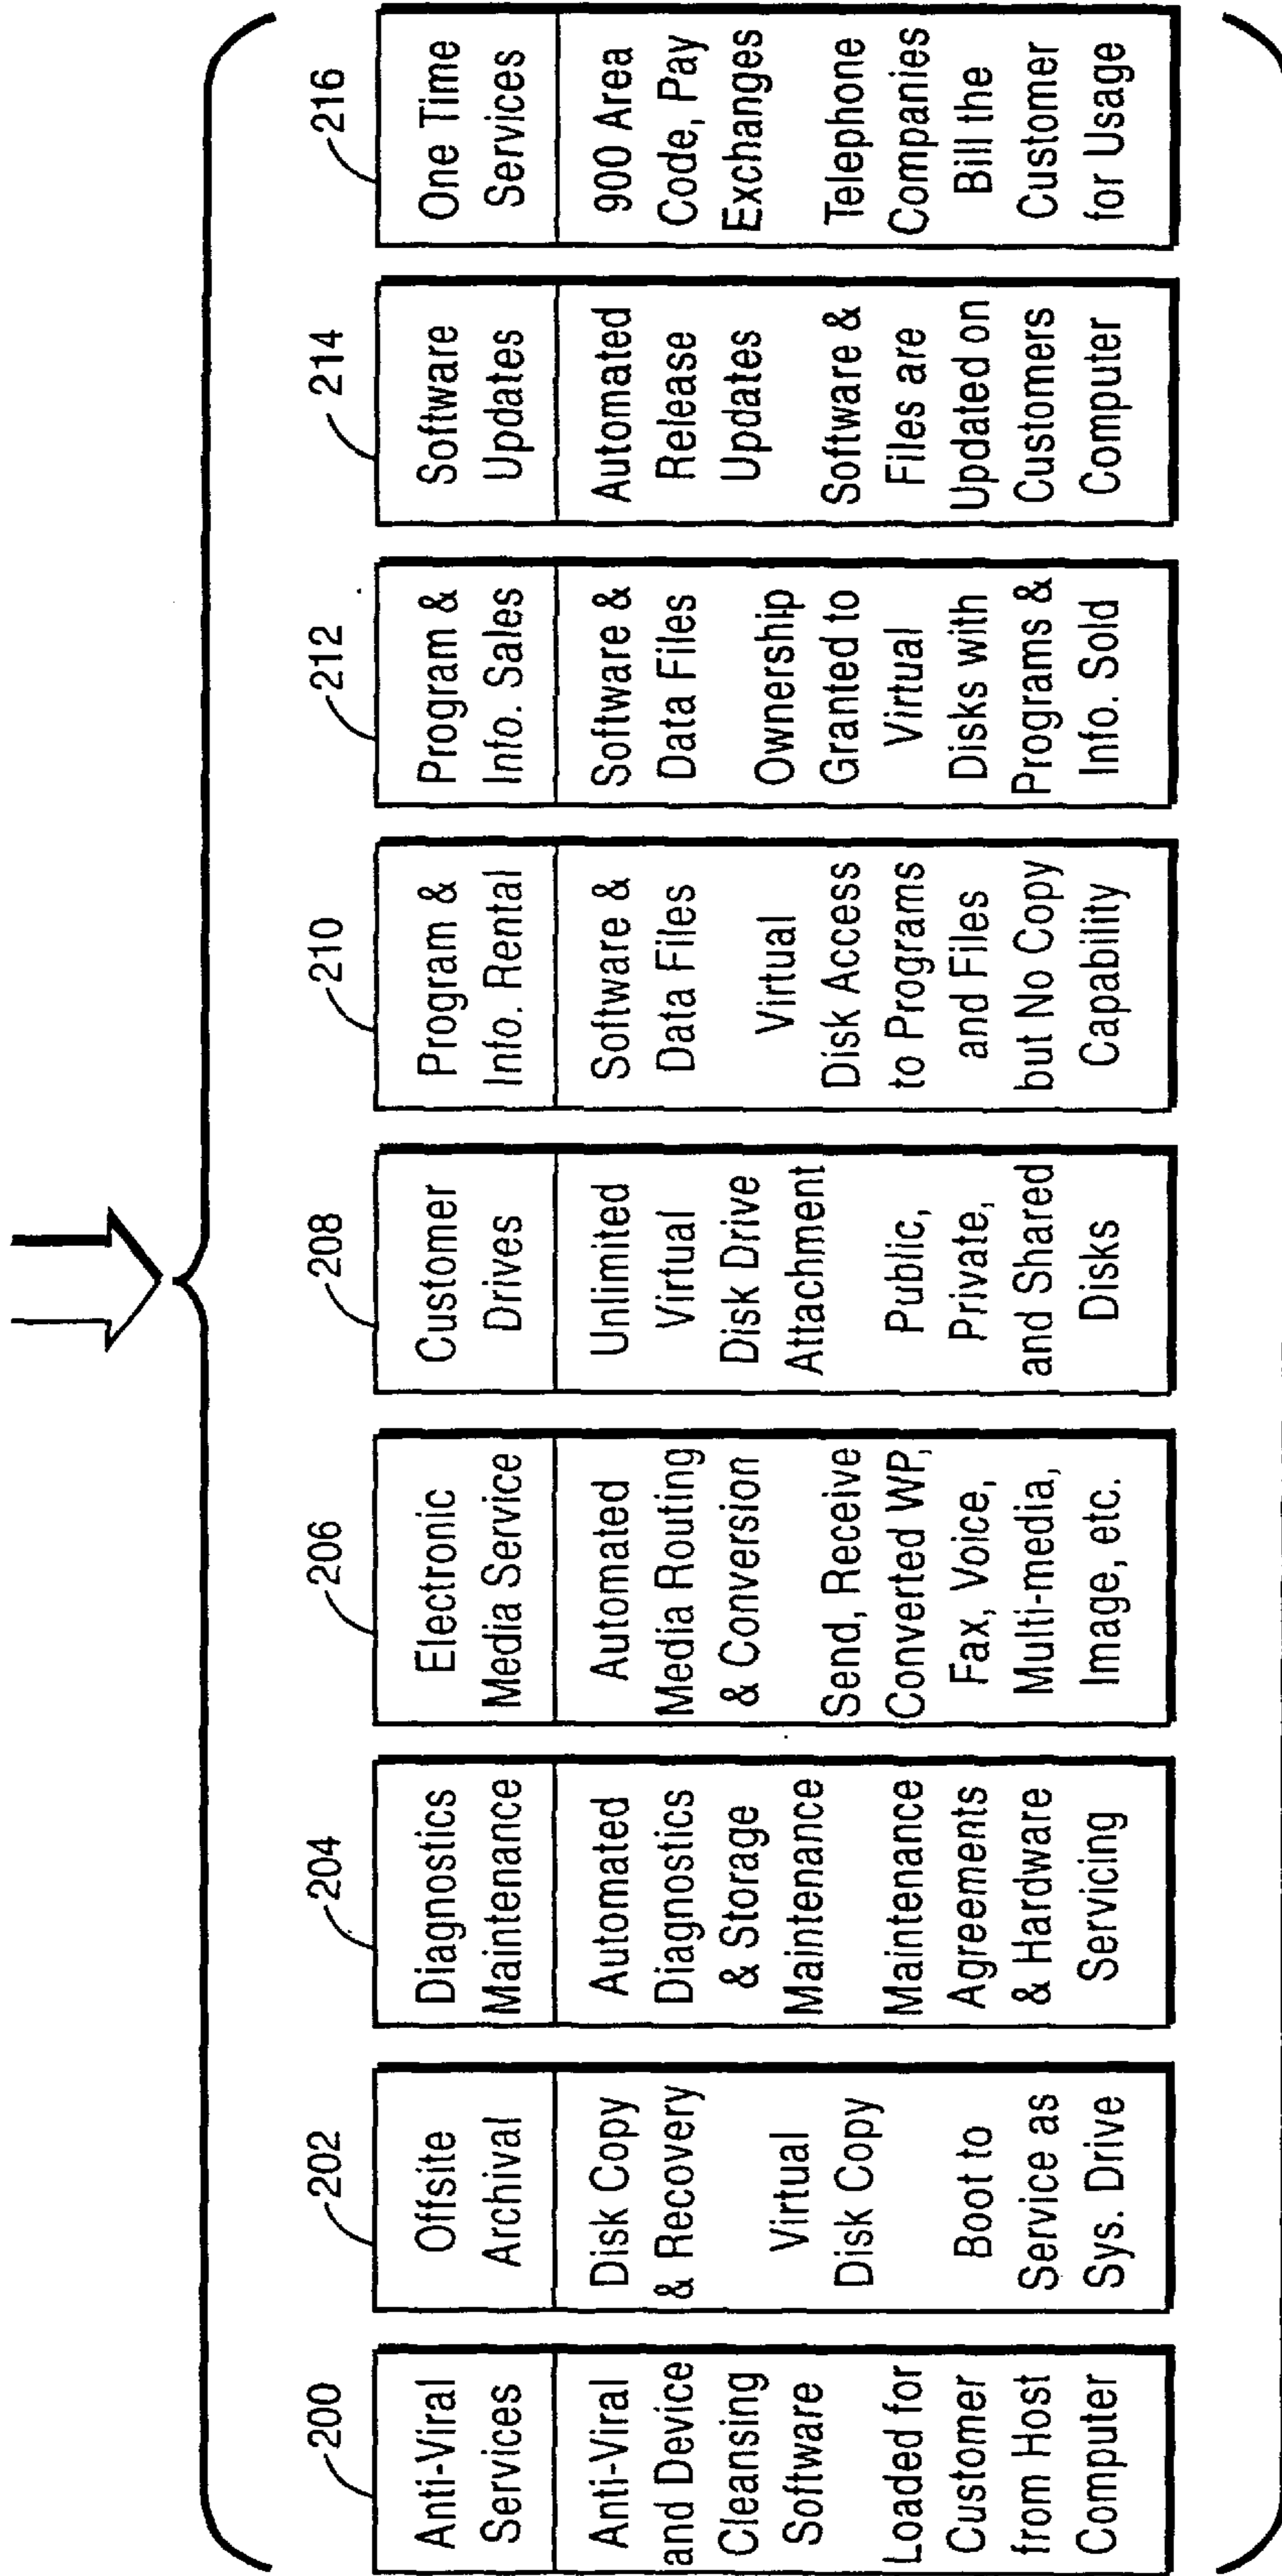 200
Anti-Viral
Services
Anti-Viral
and Device
Cleansing
Software
Loaded for
Customer
from Host
Computer
202
Offsite
Archival
Disk Copy
& Recovery
Virtual
Disk Copy
Boot to
Service as
Sys. Drive
204
Diagnostics
Maintenance
Automated
Diagnostics
& Storage
Maintenance
Maintenance
Agreements
& Hardware
Servicing
206
Electronic
Media Service
Automated
Media Routing
& Conversion
Send, Receive
Converted WP,
Fax, Voice,
Multi-media,
Image, etc.
208
Customer
Drives
Unlimited
Virtual
Disk Drive
Attachment
Public,
Private,
and Shared
Disks
210
Program &
Info. Rental
Software &
Data Files
Virtual
Disk Access
to Programs
and Files
but No Copy
Capability
212
Program &
Info. Sales
Software &
Data Files
Ownership
Granted to
Virtual
Disks with
Programs &
Info. Sold
214
Software
Updates
Automated
Release
Updates
Software &
Files are
Updated on
Customers
Computer
216
One Time
Services
900 Area
Code, Pay
Exchanges
Telephone
Companies
Bill the
Customer
for Usage